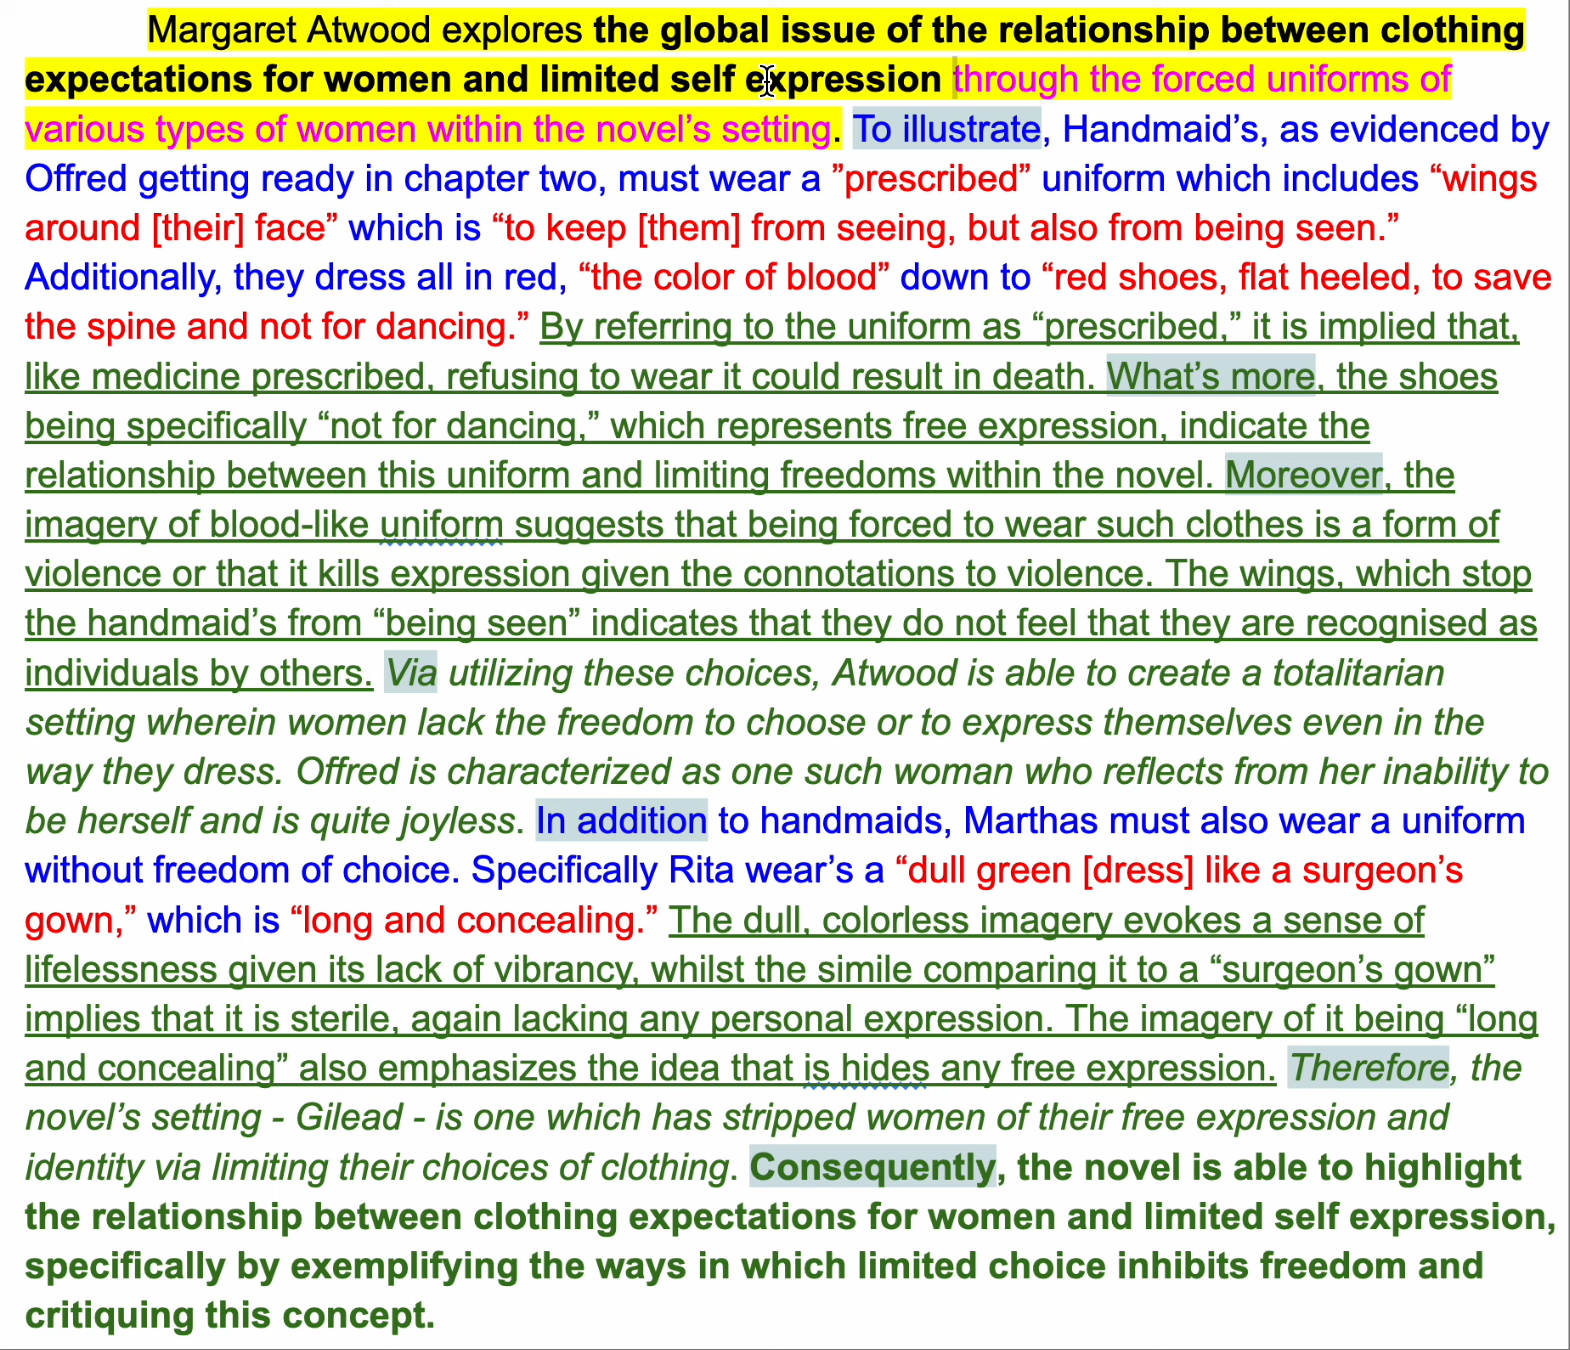 Margaret Atwood explores the global issue of the relationship between clothing
expectations for women and limited self expression through the forced uniforms of
various types of women within the novel’s setting. To illustrate, Handmaid’s, as evidenced by
Offred getting ready in chapter two, must wear a ”prescribed” uniform which includes “wings
around [their] face” which is “to keep [them] from seeing, but also from being seen.”
Additionally, they dress all in red, “the color of blood” down to “red shoes, flat heeled, to save
the spine and not for dancing.” By referring to the uniform as “prescribed,” it is implied that,
like medicine prescribed, refusing to wear it could result in death. What’s more, the shoes
being specifically “not for dancing,” which represents free expression, indicate the
relationship between this uniform and limiting freedoms within the novel. Moreover, the
imagery of blood-like uniform suggests that being forced to wear such clothes is a form of
violence or that it kills expression given the connotations to violence. The wings, which stop
the handmaid’s from “being seen” indicates that they do not feel that they are recognised as
individuals by others. Via utilizing these choices, Atwood is able to create a totalitarian
setting wherein women lack the freedom to choose or to express themselves even in the
way they dress. Offred is characterized as one such woman who reflects from her inability to
be herself and is quite joyless. In addition to handmaids, Marthas must also wear a uniform
without freedom of choice. Specifically Rita wear’s a “dull green [dress] like a surgeon’s
gown,” which is “long and concealing.” The dull, colorless imagery evokes a sense of
lifelessness given its lack of vibrancy, whilst the simile comparing it to a “surgeon’s gown”
implies that it is sterile, again lacking any personal expression. The imagery of it being “long
and concealing” also emphasizes the idea that is hides any free expression. Therefore, the
novel’s setting - Gilead - is one which has stripped women of their free expression and
identity via limiting their choices of clothing. Consequently, the novel is able to highlight
the relationship between clothing expectations for women and limited self expression,
specifically by exemplifying the ways in which limited choice inhibits freedom and
critiquing this concept.